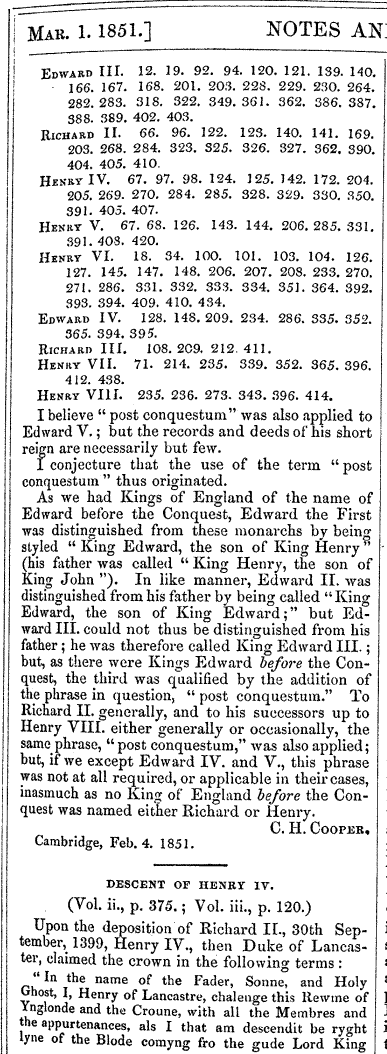 MAR. 1. 1851.] NOTES AN
EDWARD III. 12. 19. 92. 94. 120. 121. 139. 140.
166. 167. 168. 201. 203. 228. 229. 230. 264.
282. 283. 318. 322. 349. 361. 362. 386. 387.
388. 389. 402. 403.
RICHARD II. 66. 96. 122. 123. 140. 141. 169.
203. 268. 284. 323. 325. 326. 327. 362. 390.
404. 405. 410.
HENRY IV. 67. 97. 98. 124. 125. 142. 172. 204.
205. 269. 270. 284. 285. 328. 329. 330. 350.
391. 405. 407.
HENRY V. 67. 68. 126. 143. 144. 206. 285. 331.
391. 408. 420.
HENRY VI. 18. 34. 100. 101. 103. 104. 126.
127. 145. 147. 148. 206. 207. 208. 233. 270.
271. 286. 331. 332. 333. 334. 351. 364. 392.
393. 394. 409. 410. 434.
EDWARD IV. 128. 148. 209. 234. 286. 335. 352.
365. 394. 395.
RICHARD III. 108. 209. 212. 411.
HENRY VII. 71. 214. 235. 339. 352. 365. 396.
412. 438.
HENRY VIII. 235. 236. 273. 343. 396. 414.
I believe "post conquestum" was also applied to
Edward V.; but the records and deeds of his short
reign are necessarily but few.
I conjecture that the use of the term "post
conquestum" thus originated.
As we had Kings of England of the name of
Edward before the Conquest, Edward the First
was distinguished from these monarchs by being
styled "King Edward, the son of King Henry"
(his father was called "King Henry, the son of
King John"). In like manner, Edward II. was
distinguished from his father by being called "King
Edward, the son of King Edward;" but Ed-
ward III. could not thus be distinguished from his
father; he was therefore called King Edward III.;
but, as there were Kings Edward before the Con-
quest, the third was qualified by the addition of
the phrase in question, "post conquestum." To
Richard II. generally, and to his successors up to
Henry VIII. either generally or occasionally, the
same phrase, "post conquestum," was also applied;
but, if we except Edward IV. and V., this phrase
was not at all required, or applicable in their cases,
inasmuch as no King of England before the Con-
quest was named either Richard or Henry.
C. H. COOPER.
Cambridge, Feb. 4. 1851.
DESCENT OF HENRY IV.
(Vol. ii., p. 375.; Vol. iii., p. 120.)
Upon the deposition of Richard II., 30th Sep-
tember, 1399, Henry IV., then Duke of Lancas-
ter, claimed the crown in the following terms:
"In the name of the Fader, Sonne, and Holy
Ghost, I, Henry of Lancastre, chalenge this Rewme of
Ynglonde and the Croune, with all the Membres and
the appurtenances, als I that am descendit be ryght
lyne of the Blode comyng fro the gude Lord King